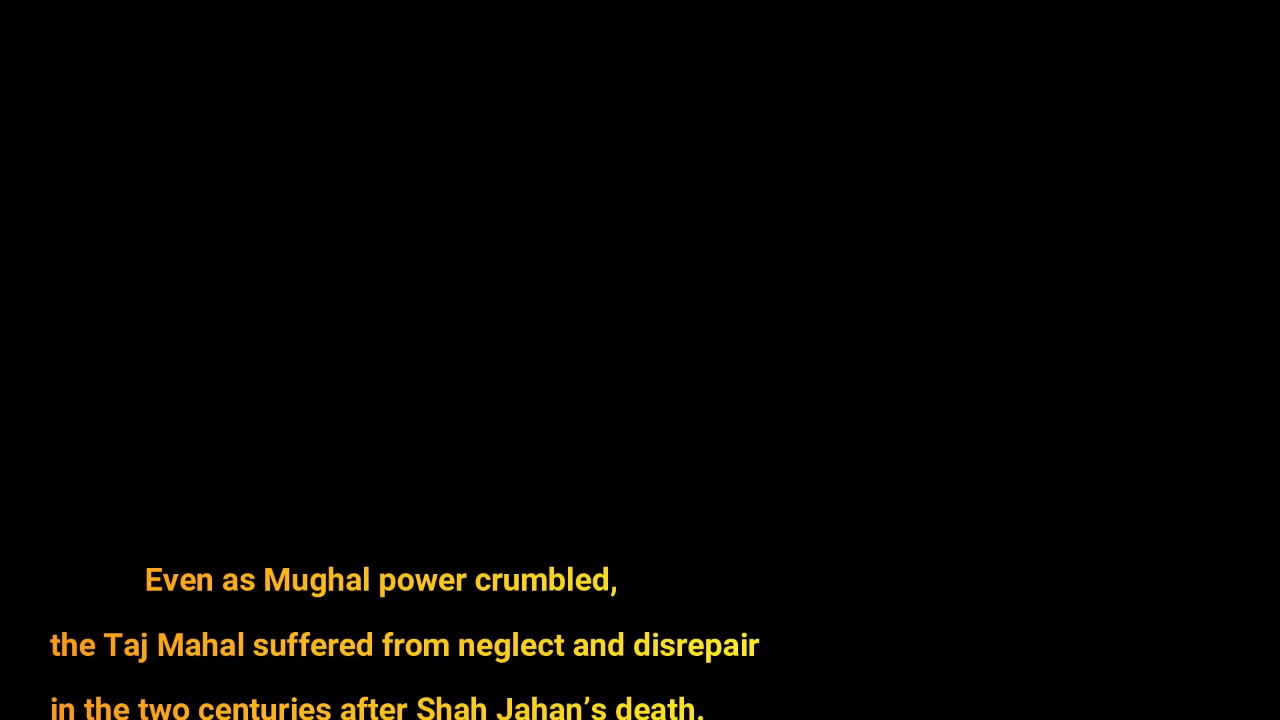 Even as Mughal power crumbled,
the Taj Mahal suffered from neglect and disrepair
in the two centuries after Shah Jahan’s death.